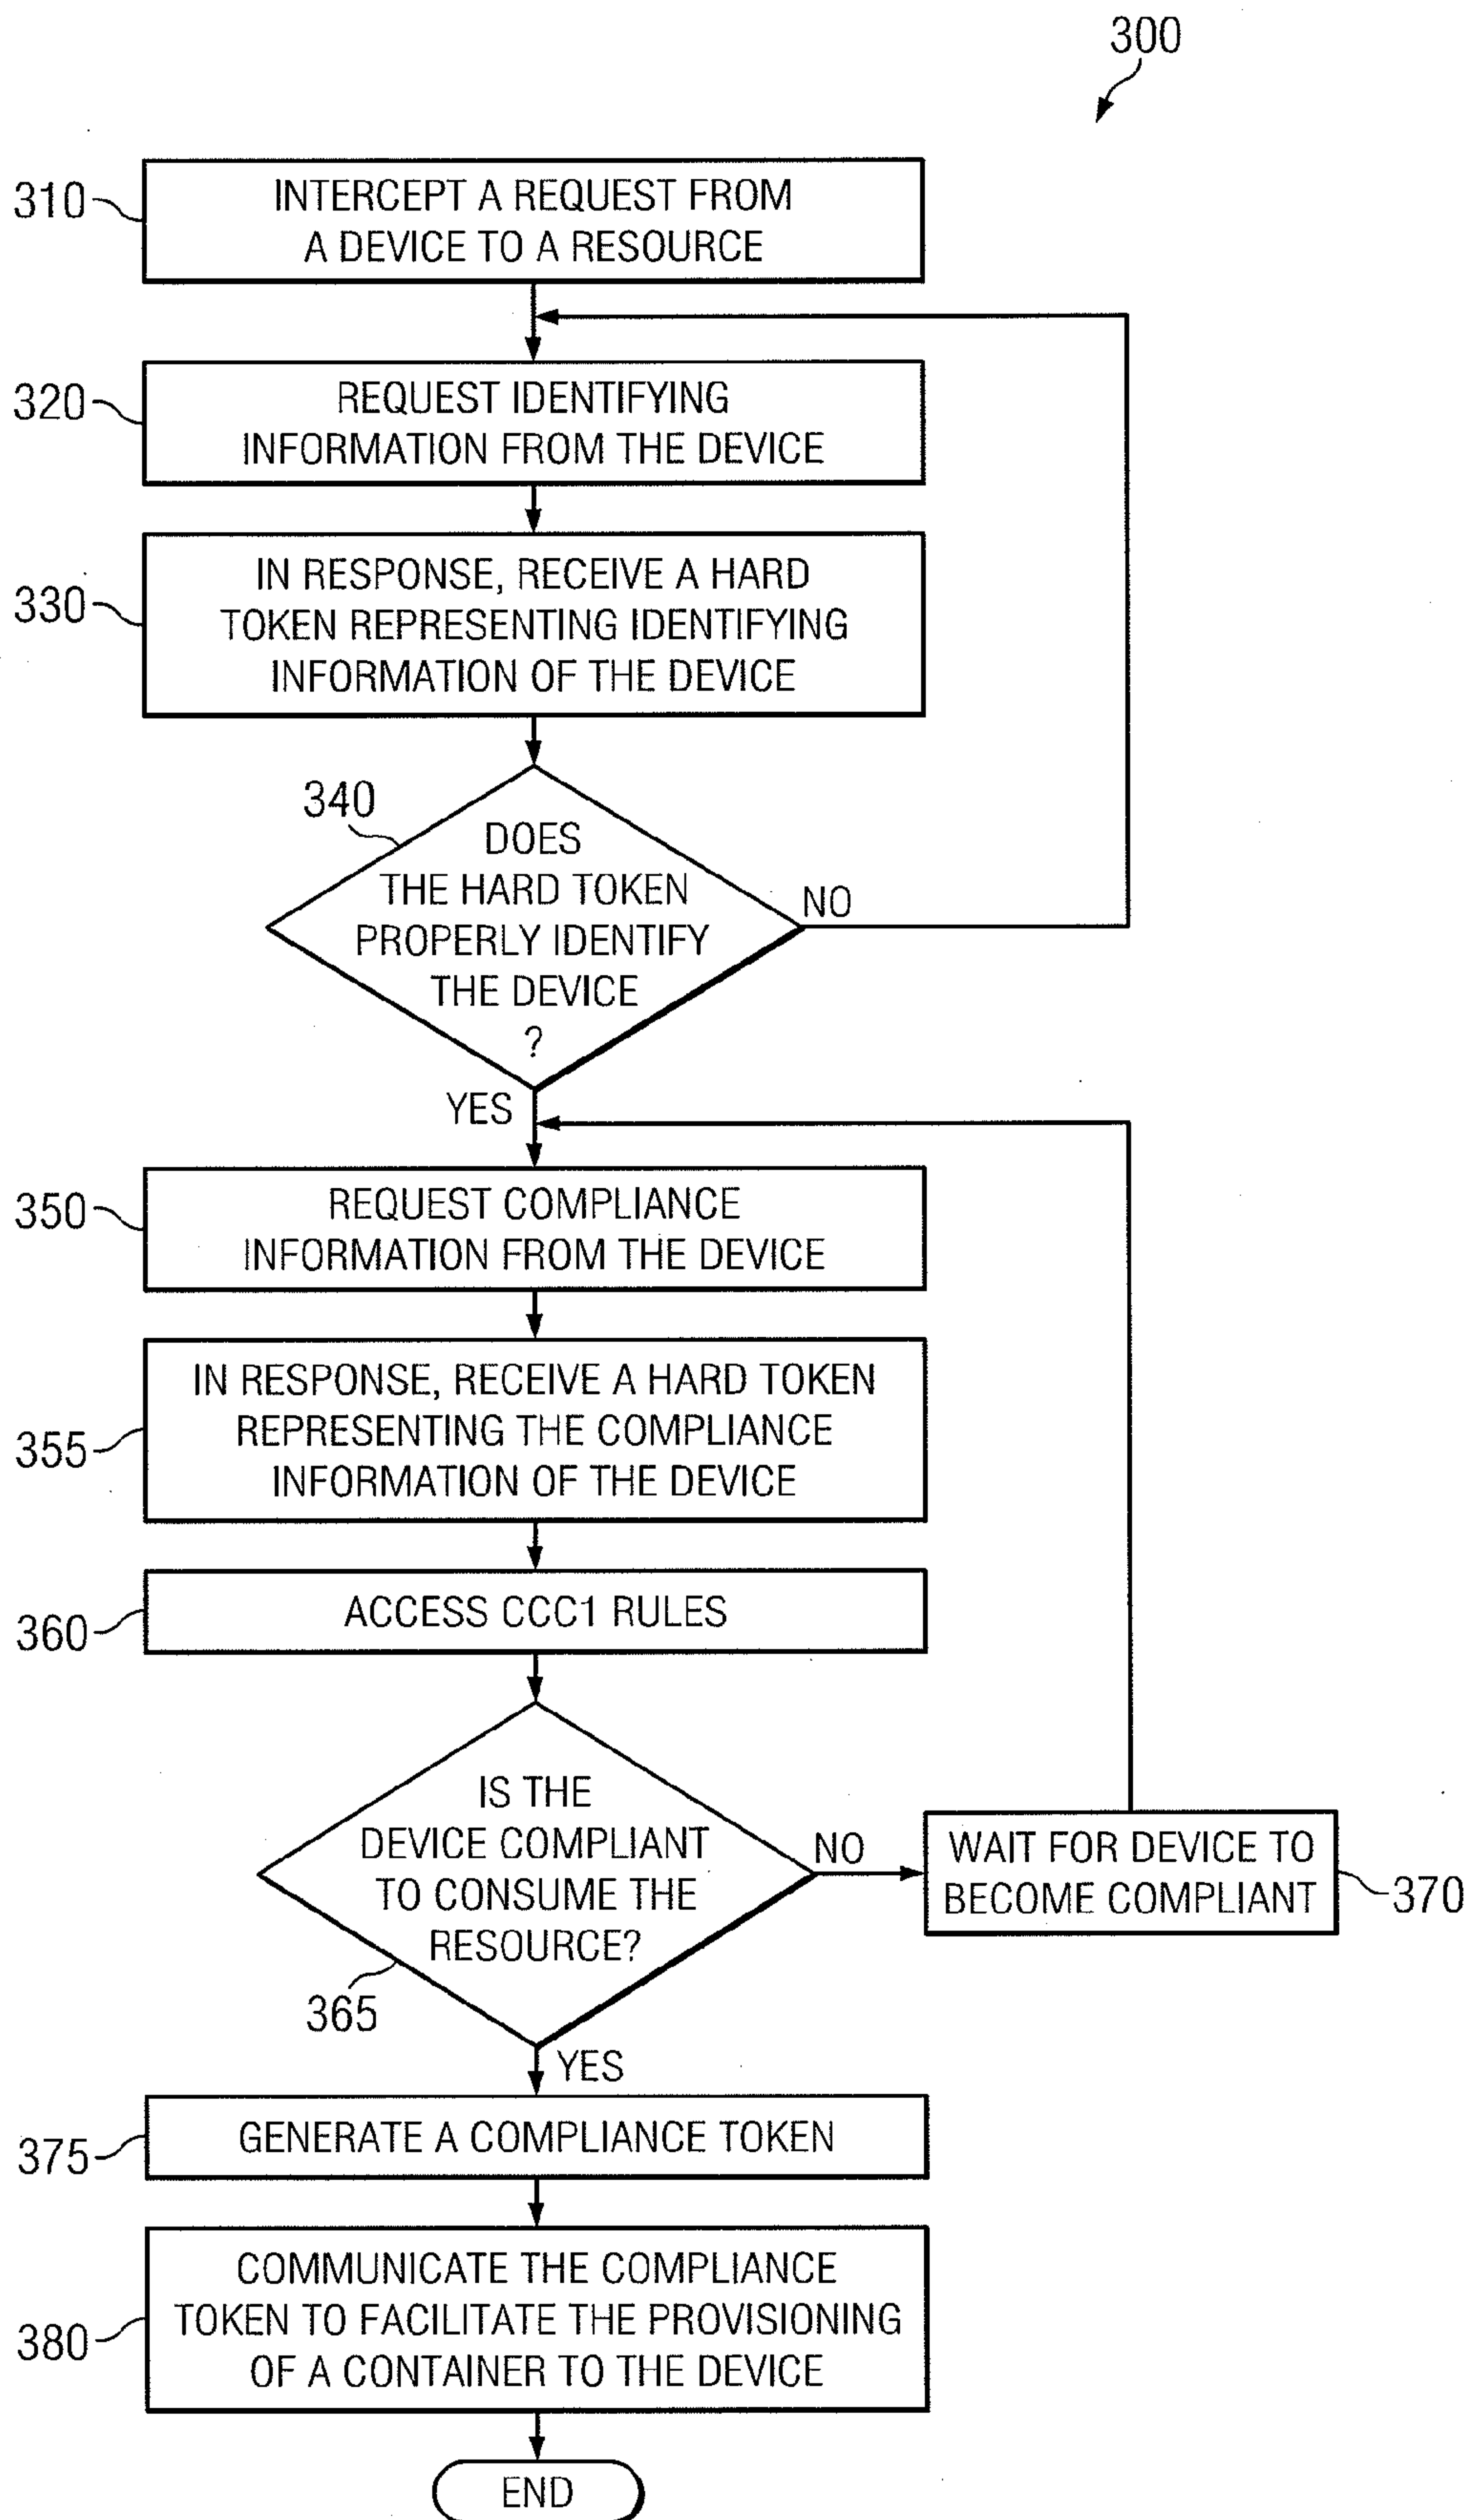 300
310
INTERCEPT A REQUEST FROM
A DEVICE TO A RESOURCE
320
REQUEST IDENTIFYING
INFORMATION FROM THE DEVICE
330
IN RESPONSE, RECEIVE A HARD
TOKEN REPRESENTING IDENTIFYING
INFORMATION OF THE DEVICE
340
DOES
THE HARD TOKEN
PROPERLY IDENTIFY
THE DEVICE
?
NO
YES
350
REQUEST COMPLIANCE
INFORMATION FROM THE DEVICE
355
IN RESPONSE, RECEIVE A HARD TOKEN
REPRESENTING THE COMPLIANCE
INFORMATION OF THE DEVICE
360
ACCESS CCC1 RULES
IS THE
DEVICE COMPLIANT
TO CONSUME THE
RESOURCE?
365
NO
WAIT FOR DEVICE TO
BECOME COMPLIANT
370
YES
375
GENERATE A COMPLIANCE TOKEN
380
COMMUNICATE THE COMPLIANCE
TOKEN TO FACILITATE THE PROVISIONING
OF A CONTAINER TO THE DEVICE
END